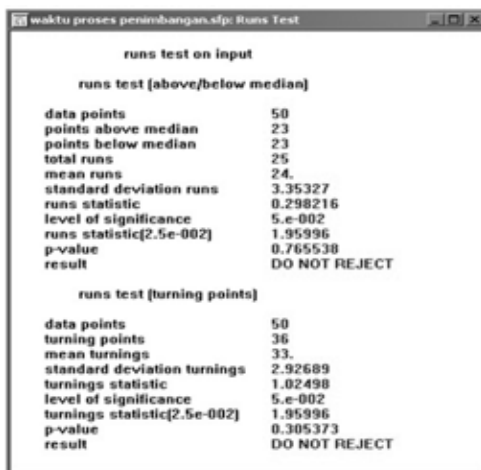 waktu proses penimbangan.sfp: Runs Test
runs test on input
runs test (above/below median)
data points 50
points above median 23
points below median 23
total runs 25
mean runs 24.
standard deviation runs 3.35327
runs statistic 0.298216
level of significance 5.e-002
runs statistic(2.5e-002) 1.95996
p-value 0.765538
result DO NOT REJECT
runs test (turning points)
data points 50
turning points 36
mean turnings 33.
standard deviation turnings 2.92689
turnings statistic 1.02498
level of significance 5.e-002
turnings statistic(2.5e-002) 1.95996
p-value 0.305373
result DO NOT REJECT